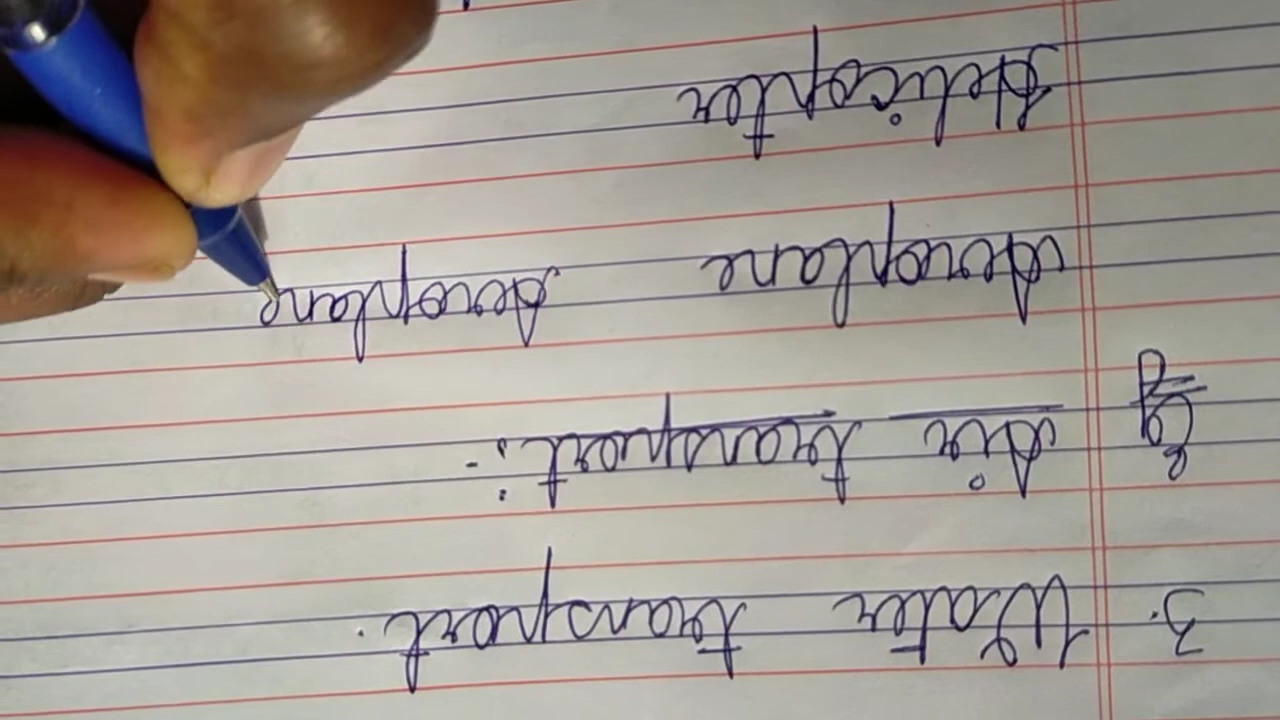 3. Water transport.
Air transport :-
Eg
Aeroplane Aeroplane
Helicopter